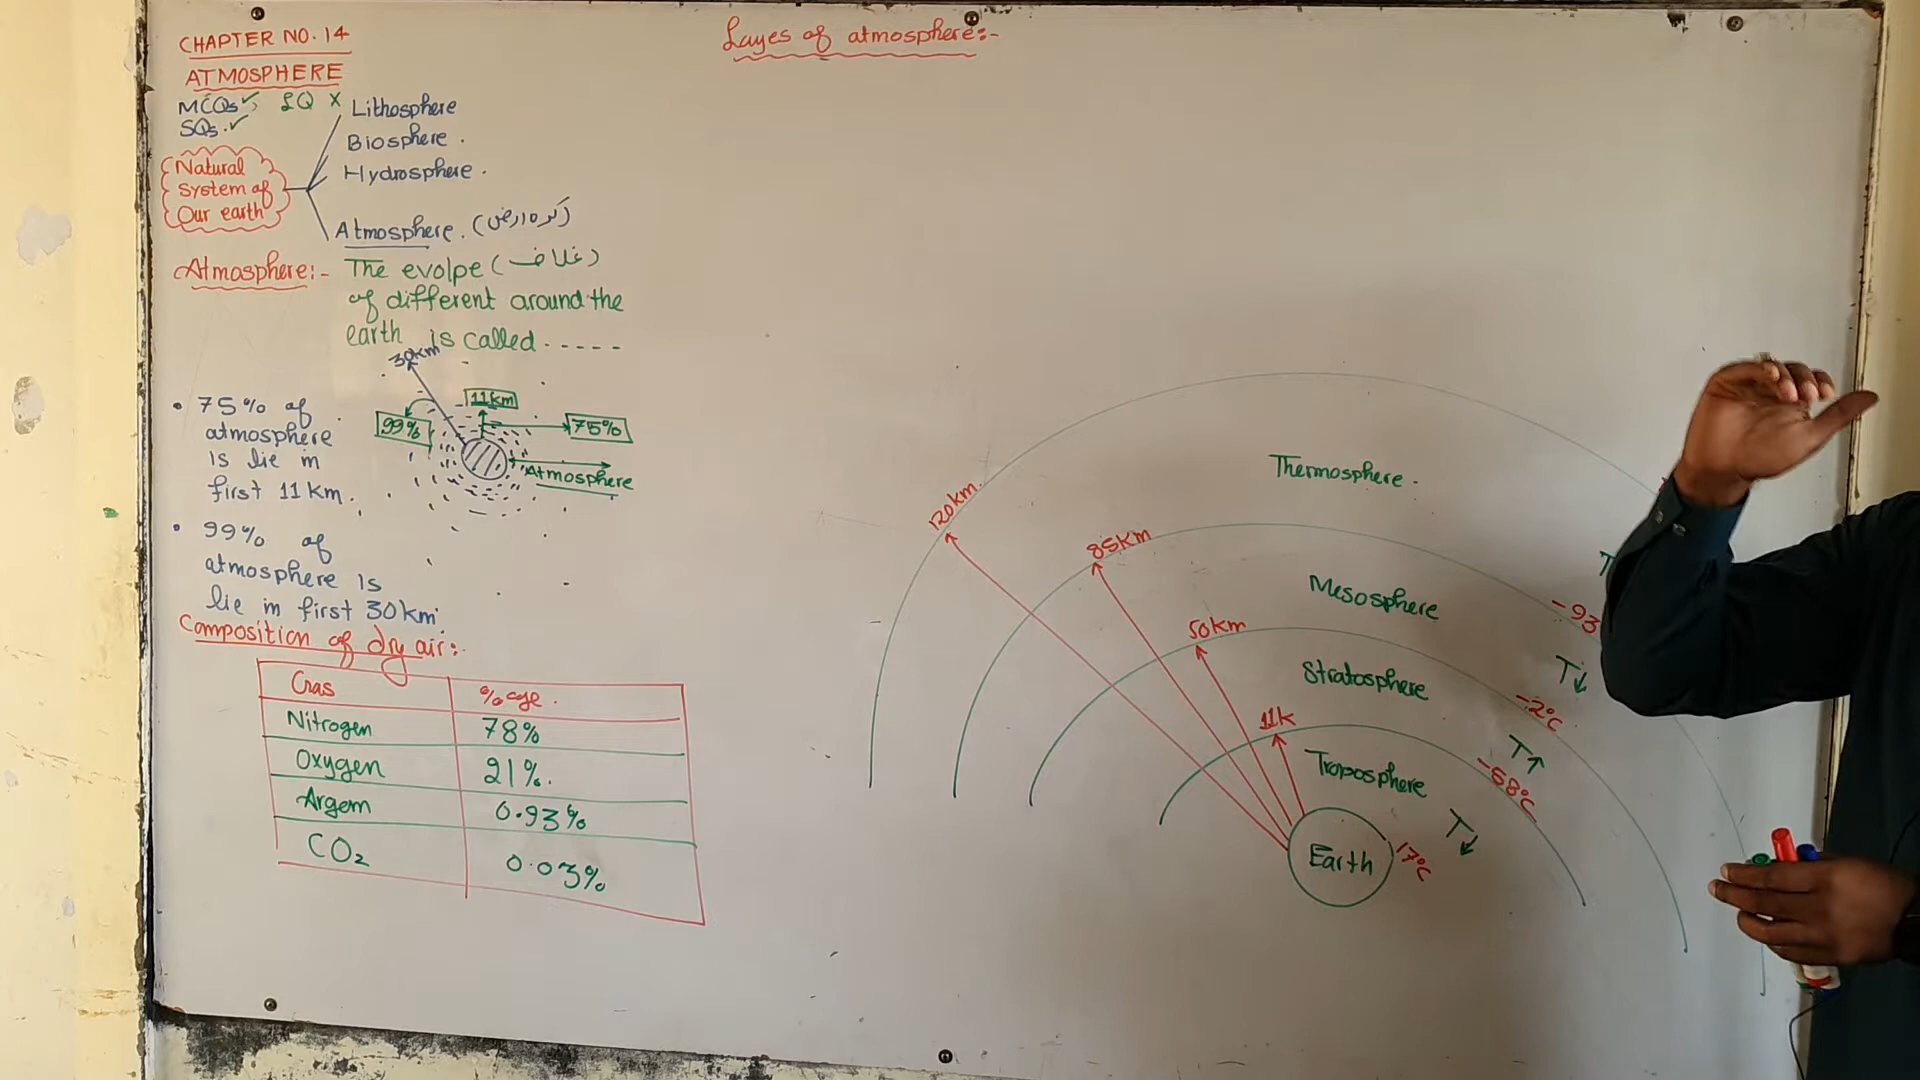 CHAPTER NO. 14
ATMOSPHERE
MCQs ✓, LQ X
SQs. ✓
Natural
System of
Our earth
Lithosphere
Biosphere .
Hydrosphere .
Atmosphere . (کرہ ارض)
Atmosphere:- The evolpe (غلاف)
of different around the
earth is called -----
30km
11km
99%
75%
Atmosphere
• 75% of
atmosphere
is lie in
first 11km.
• 99% of
atmosphere is
lie in first 30km.
Composition of dry air:-
Gas %age.
Nitrogen 78%
Oxygen 21%.
Argem 0.93%
CO₂ 0.03%
Layes of atmosphere:-
Thermosphere .
120km.
85km
Mesosphere
-93
T
50km
Stratosphere
T↓
-2°C
11k
Troposphere
T↑
-58°C
T↓
Earth
17°C